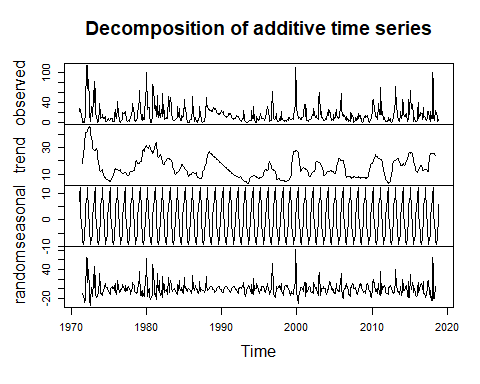 Decomposition of additive time series
observed
0 40 100
trend
10 30
seasonal
-10 0 10
random
-20 40
1970 1980 1990 2000 2010 2020
Time